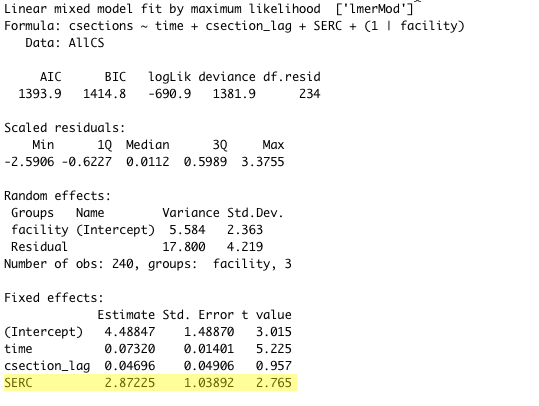 Linear mixed model fit by maximum likelihood  ['lmerMod']
Formula: csections ~ time + csection_lag + SERC + (1 | facility)
   Data: AllCS

     AIC      BIC   logLik deviance df.resid
  1393.9   1414.8   -690.9   1381.9      234

Scaled residuals:
    Min      1Q  Median      3Q     Max
-2.5906 -0.6227  0.0112  0.5989  3.3755

Random effects:
 Groups   Name        Variance Std.Dev.
 facility (Intercept)  5.584   2.363
 Residual             17.800   4.219
Number of obs: 240, groups:  facility, 3

Fixed effects:
             Estimate Std. Error t value
(Intercept)   4.48847    1.48870   3.015
time          0.07320    0.01401   5.225
csection_lag  0.04696    0.04906   0.957
SERC          2.87225    1.03892   2.765